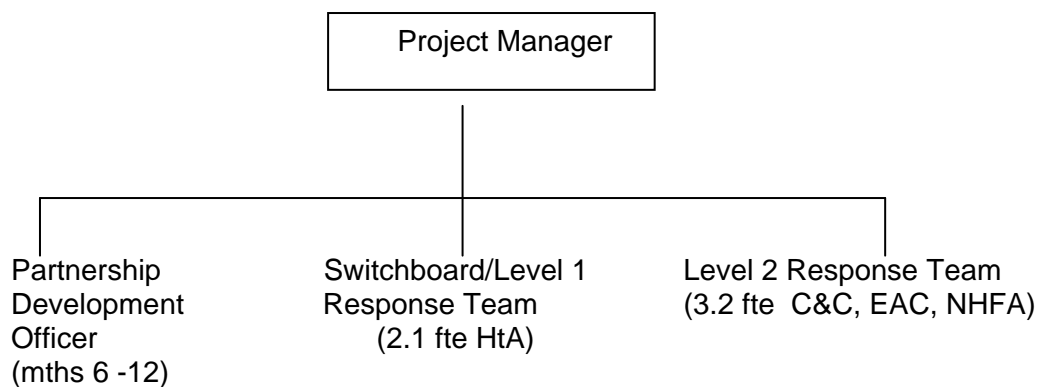 Project Manager
Partnership
Development
Officer
(mths 6 -12)
Switchboard/Level 1
Response Team
(2.1 fte HtA)
Level 2 Response Team
(3.2 fte  C&C, EAC, NHFA)